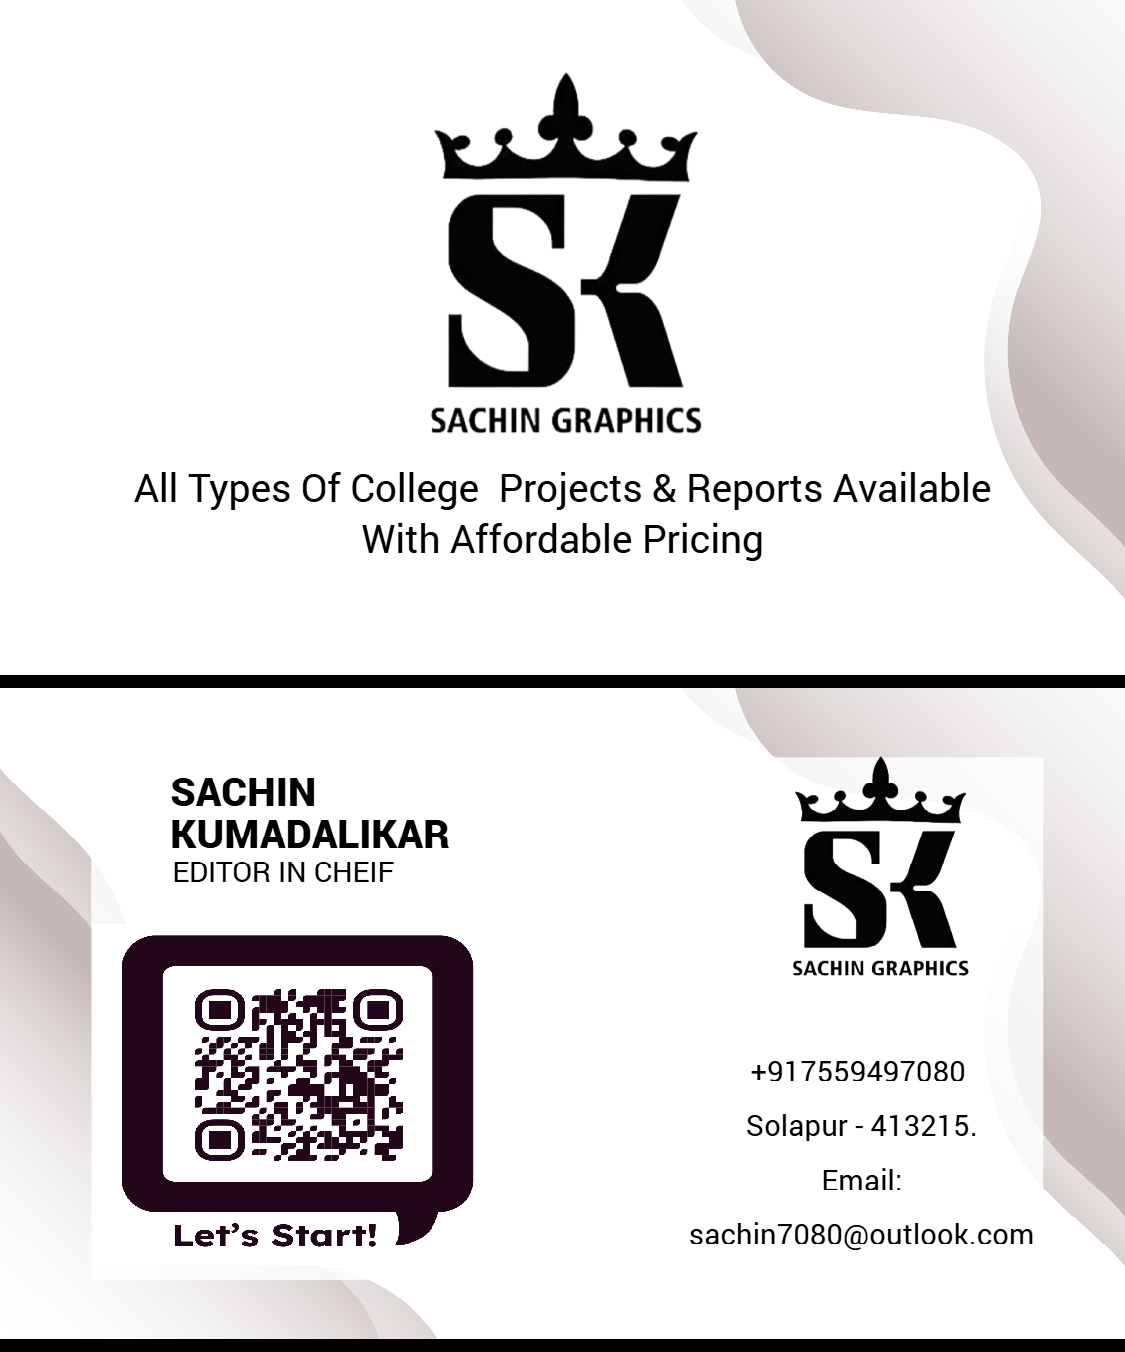 SK
SACHIN GRAPHICS
All Types Of College  Projects & Reports Available
With Affordable Pricing
SACHIN
KUMADALIKAR
EDITOR IN CHEIF
Let's Start!
SK
SACHIN GRAPHICS
+917559497080
Solapur - 413215.
Email:
sachin7080@outlook.com